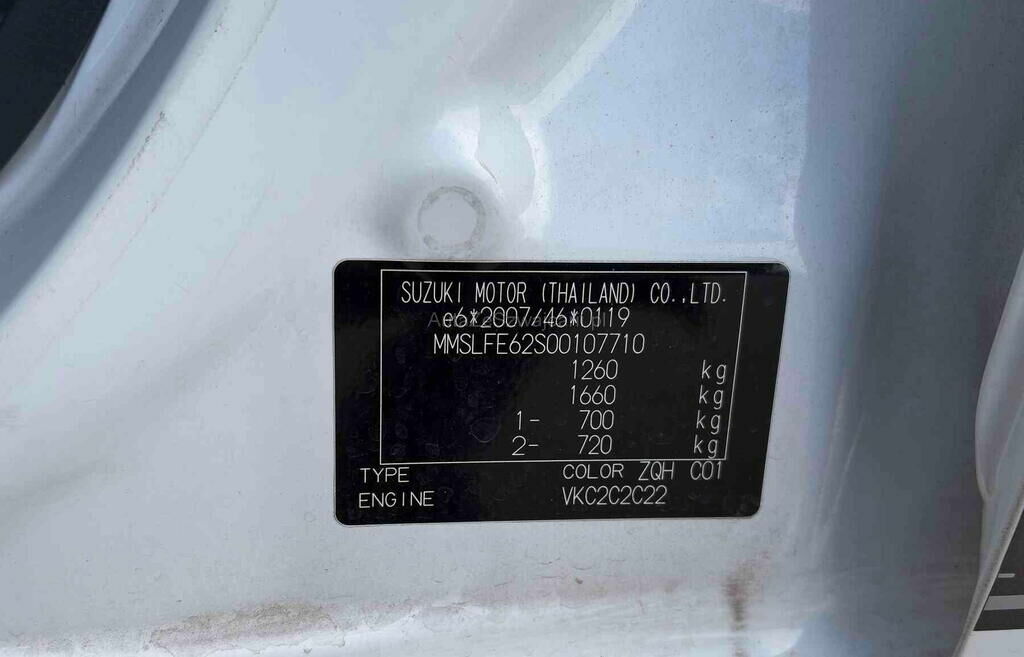 SUZUKI MOTOR (THAILAND) CO.,LTD.
e6*2007/46*0119
MMSLFE62S00107710
1260 kg
1660 kg
1- 700 kg
2- 720 kg
TYPE COLOR ZQH C01
ENGINE VKC2C2C22